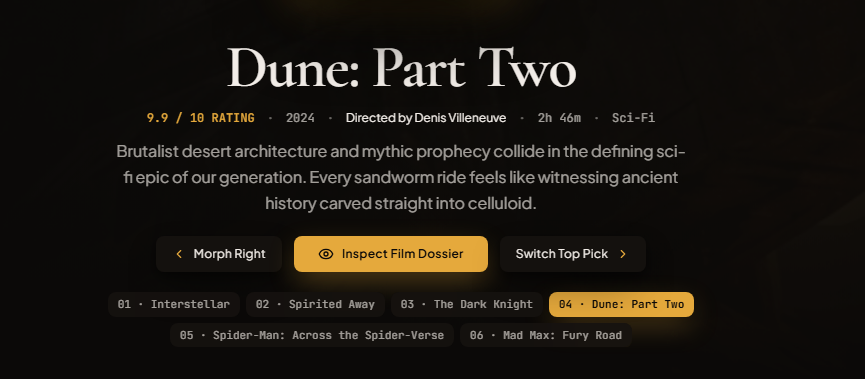 Dune: Part Two
9.9 / 10 RATING · 2024 · Directed by Denis Villeneuve · 2h 46m · Sci-Fi
Brutalist desert architecture and mythic prophecy collide in the defining sci-
fi epic of our generation. Every sandworm ride feels like witnessing ancient
history carved straight into celluloid.
Morph Right Inspect Film Dossier Switch Top Pick
01 · Interstellar 02 · Spirited Away 03 · The Dark Knight 04 · Dune: Part Two
05 · Spider-Man: Across the Spider-Verse 06 · Mad Max: Fury Road